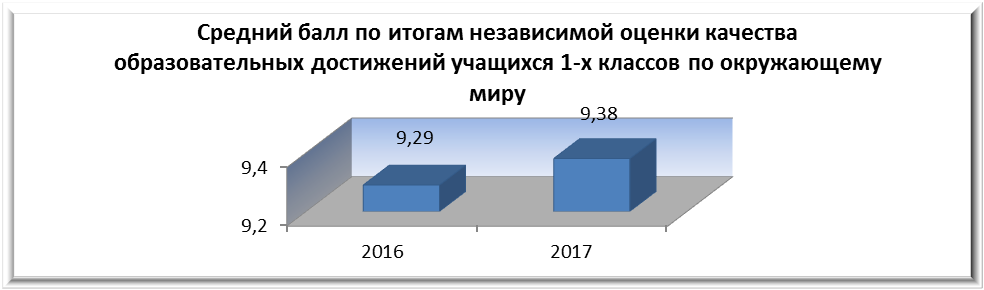 Средний балл по итогам независимой оценки качества
образовательных достижений учащихся 1-х классов по окружающему
миру
9,38
9,29
9,4
9,2
2016 2017